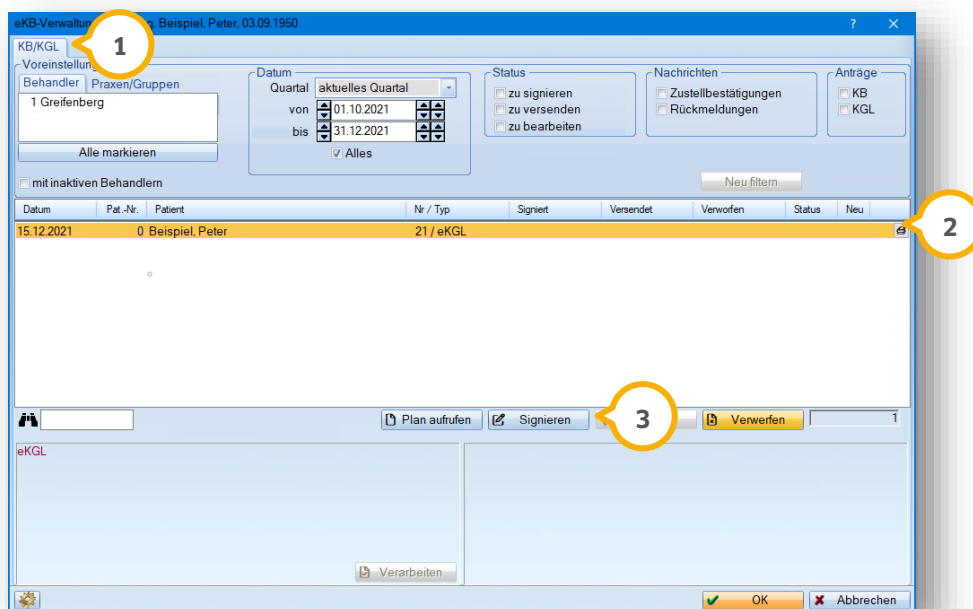 eKB-Verwaltu g, Beispiel, Peter, 03.09.1950 ?
KB/KGL
1
Voreinstellung
Behandler Praxen/Gruppen
1 Greifenberg
Alle markieren
mit inaktiven Behandlern
Datum
Quartal aktuelles Quartal
von 01.10.2021
bis 31.12.2021
Alles
Status
zu signieren
zu versenden
zu bearbeiten
Nachrichten
Zustellbestätigungen
Rückmeldungen
Anträge
KB
KGL
Neu filtern
Datum Pat.-Nr. Patient Nr / Typ Signiert Versendet Verworfen Status Neu
15.12.2021 0 Beispiel, Peter 21 / eKGL
2
Plan aufrufen Signieren 3 Verwerfen 1
eKGL
Verarbeiten
OK Abbrechen